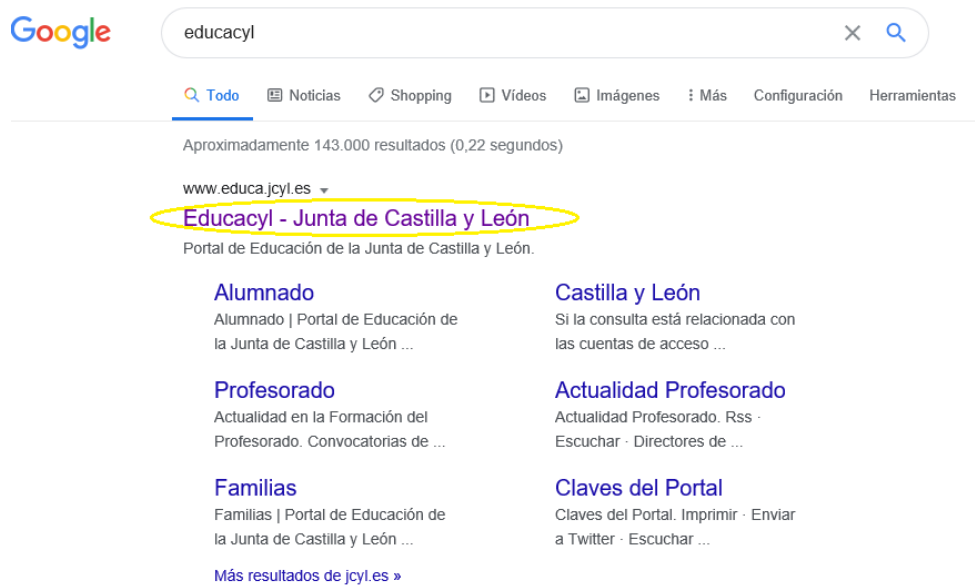 Google
educacyl
Todo Noticias Shopping Vídeos Imágenes Más Configuración Herramientas
Aproximadamente 143.000 resultados (0,22 segundos)
www.educa.jcyl.es
Educacyl - Junta de Castilla y León
Portal de Educación de la Junta de Castilla y León.
Alumnado
Alumnado | Portal de Educación de
la Junta de Castilla y León ...
Castilla y León
Si la consulta está relacionada con
las cuentas de acceso ...
Profesorado
Actualidad en la Formación del
Profesorado. Convocatorias de ...
Actualidad Profesorado
Actualidad Profesorado. Rss ·
Escuchar · Directores de ...
Familias
Familias | Portal de Educación de
la Junta de Castilla y León ...
Claves del Portal
Claves del Portal. Imprimir · Enviar
a Twitter · Escuchar ...
Más resultados de jcyl.es »